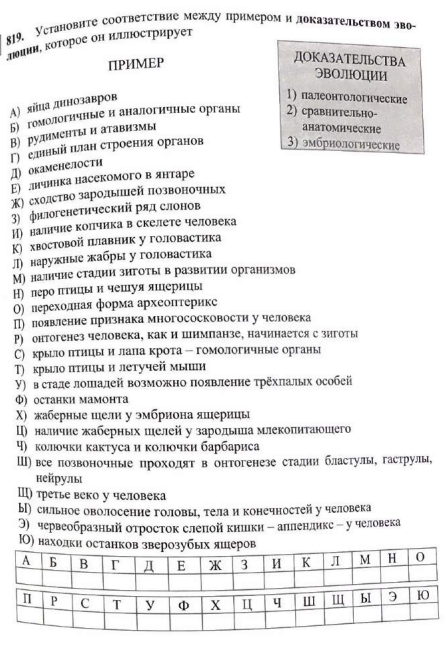 819. Установите соответствие между примером и доказательством эво-
люции, которое он иллюстрирует
ПРИМЕР
А) яйца динозавров
Б) гомологичные и аналогичные органы
В) рудименты и атавизмы
Г) единый план строения органов
Д) окаменелости
Е) личинка насекомого в янтаре
Ж) сходство зародышей позвоночных
З) филогенетический ряд слонов
И) наличие копчика в скелете человека
К) хвостовой плавник у головастика
Л) наружные жабры у головастика
М) наличие стадии зиготы в развитии организмов
Н) перо птицы и чешуя ящерицы
О) переходная форма археоптерикс
П) появление признака многососковости у человека
Р) онтогенез человека, как и шимпанзе, начинается с зиготы
С) крыло птицы и лапа крота – гомологичные органы
Т) крыло птицы и летучей мыши
У) в стаде лошадей возможно появление трёхпалых особей
Ф) останки мамонта
Х) жаберные щели у эмбриона ящерицы
Ц) наличие жаберных щелей у зародыша млекопитающего
Ч) колючки кактуса и колючки барбариса
Ш) все позвоночные проходят в онтогенезе стадии бластулы, гаструлы,
нейрулы
Щ) третье веко у человека
Ы) сильное оволосение головы, тела и конечностей у человека
Э) червеобразный отросток слепой кишки – аппендикс – у человека
Ю) находки останков зверозубых ящеров
ДОКАЗАТЕЛЬСТВА
ЭВОЛЮЦИИ
1) палеонтологические
2) сравнительно-
анатомические
3) эмбриологические
А Б В Г Д Е Ж З И К Л М Н О
П Р С Т У Ф Х Ц Ч Ш Щ Ы Э Ю